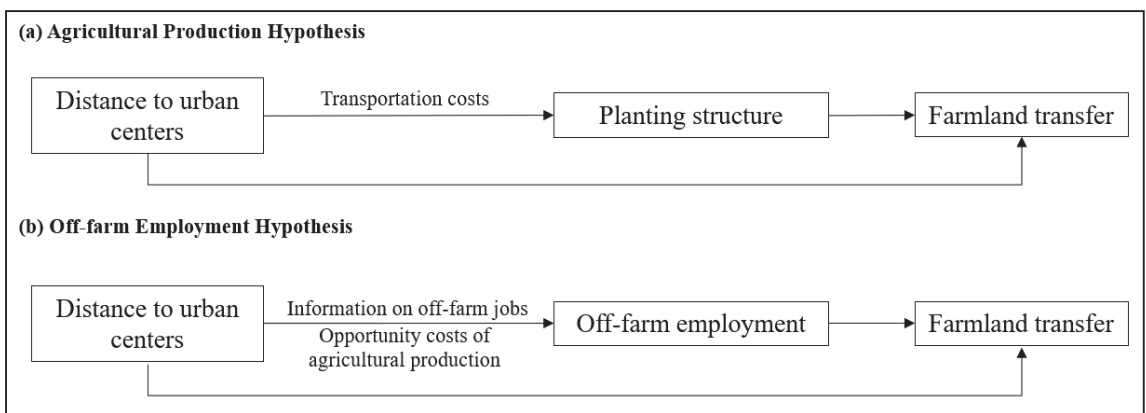 (a) Agricultural Production Hypothesis
Distance to urban
centers
Transportation costs
Planting structure
Farmland transfer
(b) Off-farm Employment Hypothesis
Distance to urban
centers
Information on off-farm jobs
Opportunity costs of
agricultural production
Off-farm employment
Farmland transfer